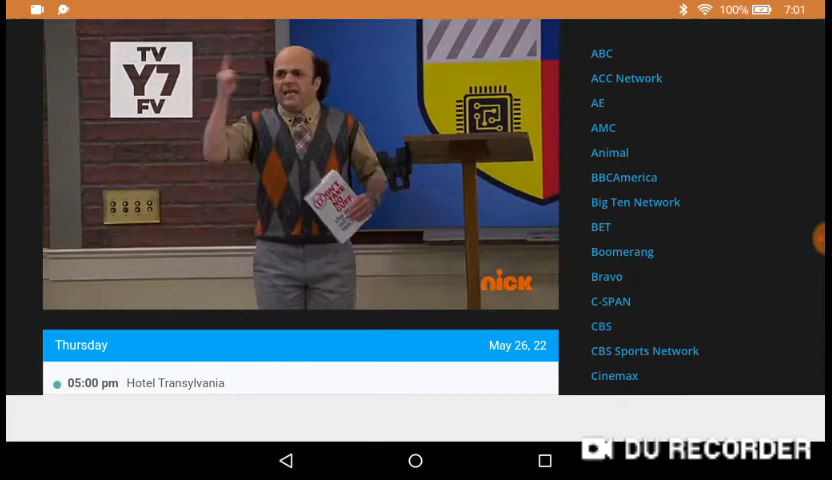 100% 7:01
TV
Y7
FV
DON'T
TAKE
NO
GUFF
nick
ABC
ACC Network
AE
AMC
Animal
BBCAmerica
Big Ten Network
BET
Boomerang
Bravo
C-SPAN
CBS
CBS Sports Network
Cinemax
Thursday May 26, 22
05:00 pm Hotel Transylvania
DU RECORDER